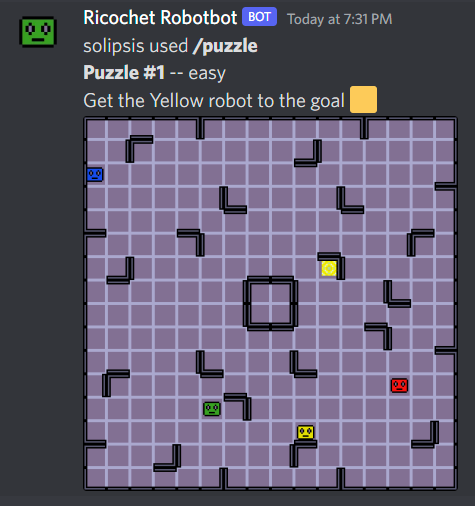 Ricochet Robotbot BOT Today at 7:31 PM
solipsis used /puzzle
Puzzle #1 -- easy
Get the Yellow robot to the goal